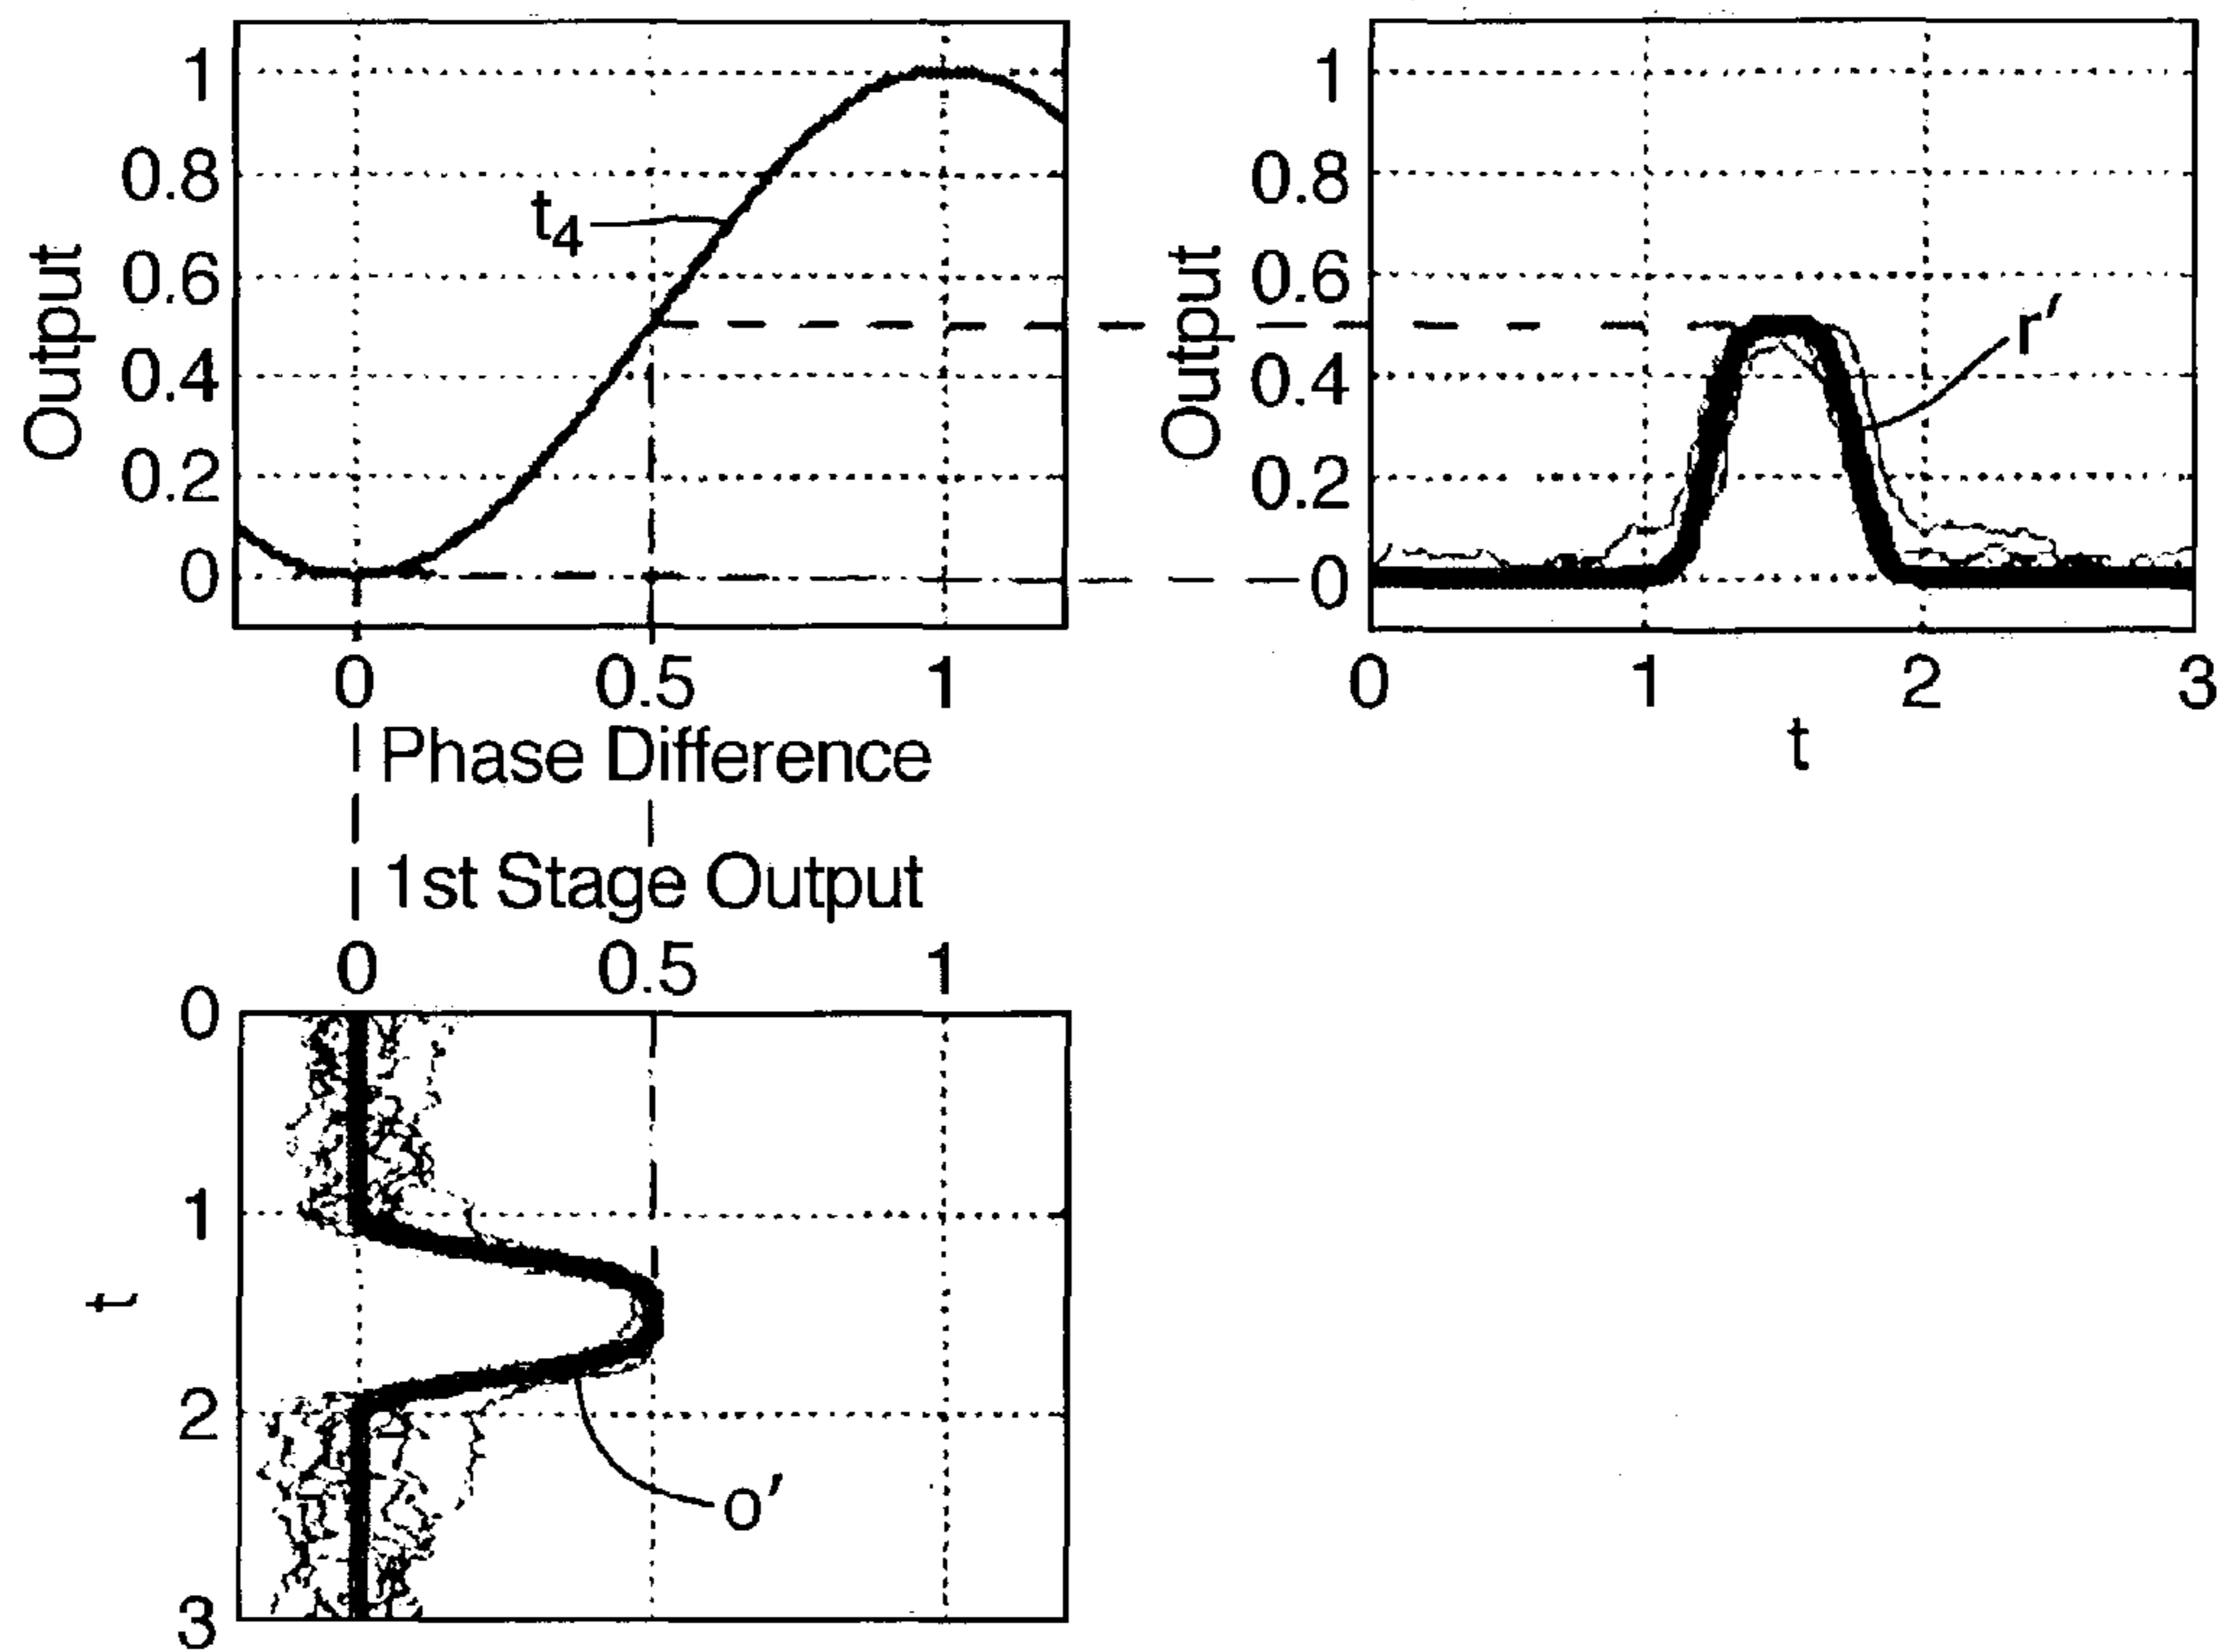 Output
1
0.8
0.6
0.4
0.2
0
t4
0 0.5 1
Phase Difference
Output
1
0.8
0.6
0.4
0.2
0
r′
0 1 2 3
t
1st Stage Output
0 0.5 1
0
1
2
3
t
o′